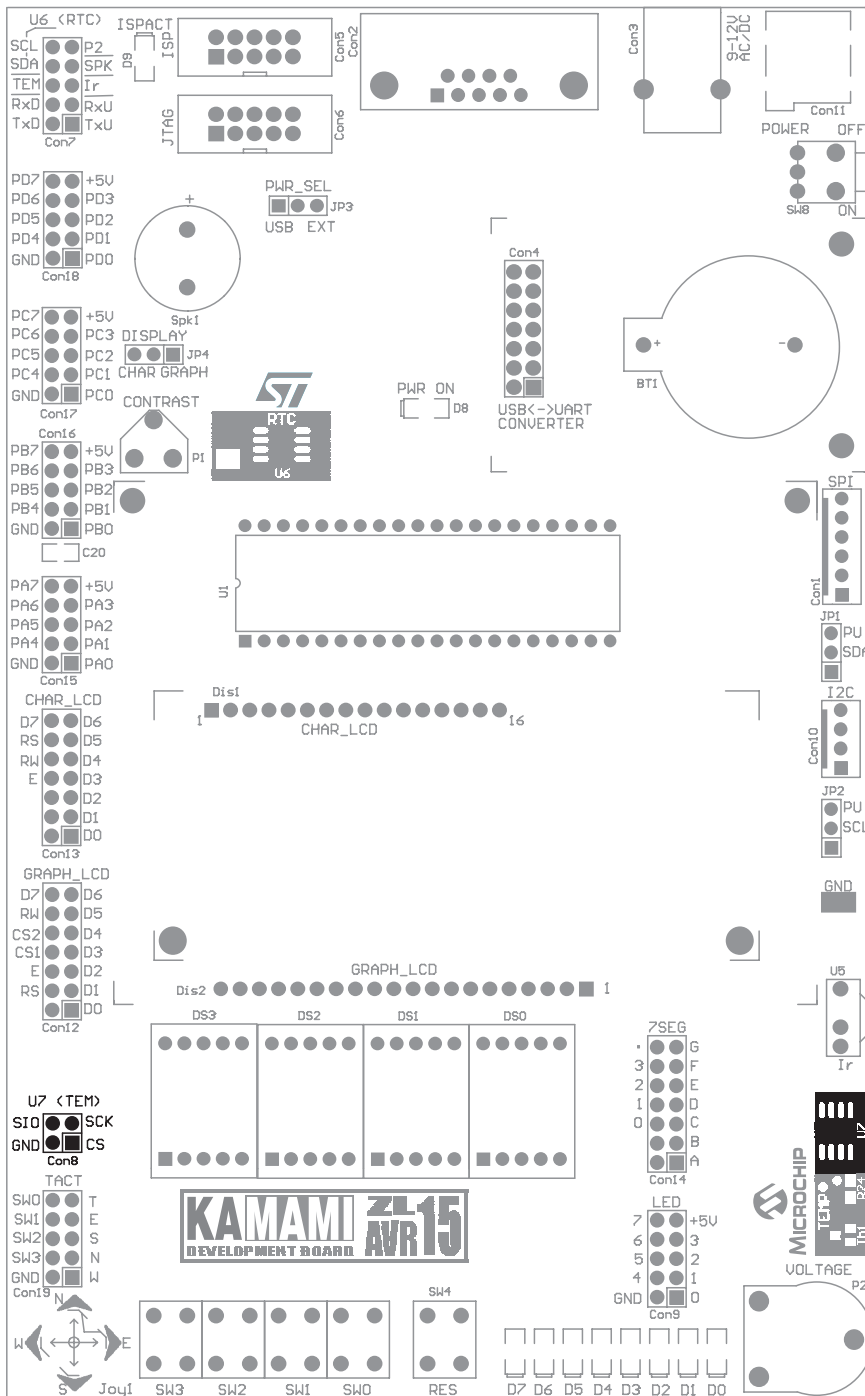 U6 (RTC)
SCL P2
SDA SPK
TEM Ir
RxD RxU
TxD TxU
Con7
ISPACT
D9
ISP
Con5
JTAG
Con6
Con2
Con3
9-12V
AC/DC
Con11
POWER OFF
SW8 ON
PD7 +5V
PD6 PD3
PD5 PD2
PD4 PD1
GND PD0
Con18
+
Spk1
PWR_SEL
JP3
USB EXT
Con4
USB<->UART
CONVERTER
+ -
BT1
PC7 +5V
PC6 PC3
PC5 PC2
PC4 PC1
GND PC0
Con17
DISPLAY
JP4
CHAR GRAPH
CONTRAST
P1
ST
RTC
U6
PWR ON
D8
Con16
PB7 +5V
PB6 PB3
PB5 PB2
PB4 PB1
GND PB0
C20
U1
SPI
Con1
JP1
PU
SDA
I2C
Con10
JP2
PU
SCL
GND
PA7 +5V
PA6 PA3
PA5 PA2
PA4 PA1
GND PA0
Con15
CHAR_LCD
D7 D6
RS D5
RW D4
E D3
D2
D1
D0
Con13
Dis1
1 16
CHAR_LCD
GRAPH_LCD
D7 D6
RW D5
CS2 D4
CS1 D3
E D2
RS D1
D0
Con12
GRAPH_LCD
Dis2 1
DS3 DS2 DS1 DS0
7SEG
. G
3 F
2 E
1 D
0 C
B
A
Con14
U5
Ir
U7 (TEM)
SIO SCK
GND CS
Con8
U7
TEMP
R24
TP1
MICROCHIP
TACT
SW0 T
SW1 E
SW2 S
SW3 N
GND W
Con19
KAMAMI
DEVELOPMENT BOARD
ZL
AVR
15
LED
7 +5V
6 3
5 2
4 1
GND 0
Con9
VOLTAGE
P2
N
W E
S
Joy1
SW3 SW2 SW1 SW0
SW4
RES
D7 D6 D5 D4 D3 D2 D1 D0